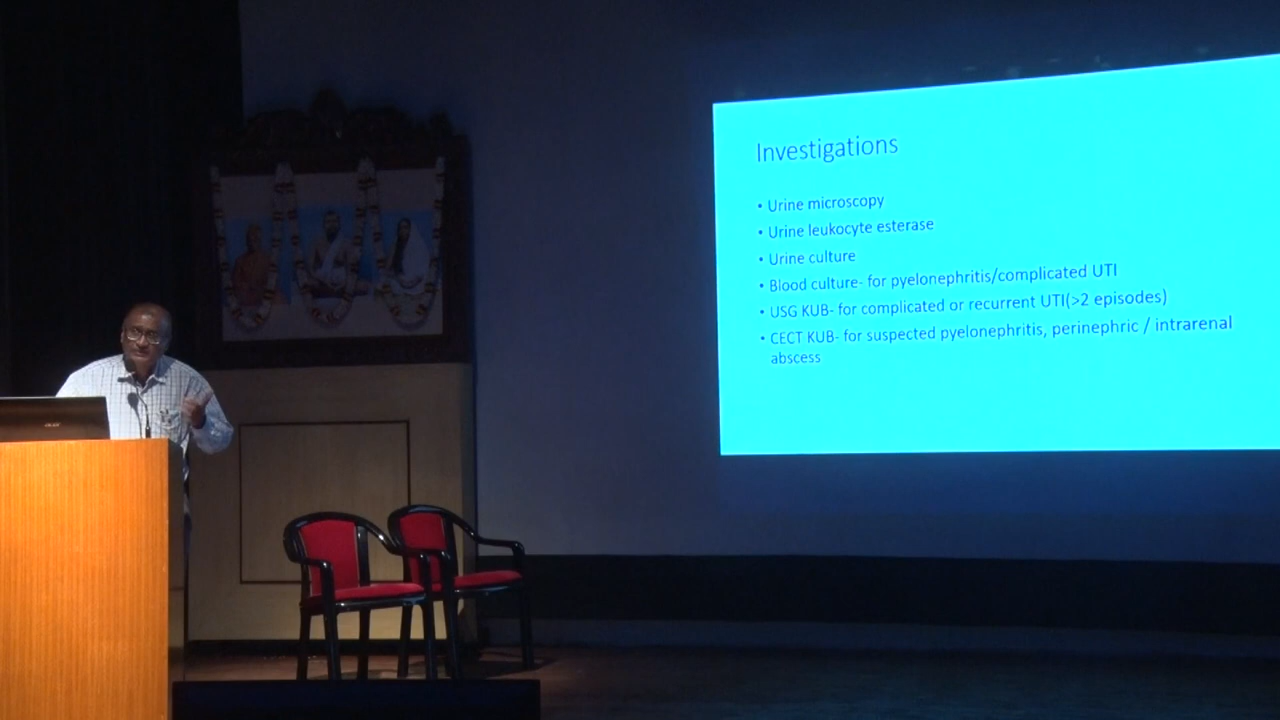 Investigations
• Urine microscopy
• Urine leukocyte esterase
• Urine culture
• Blood culture- for pyelonephritis/complicated UTI
• USG KUB- for complicated or recurrent UTI(>2 episodes)
• CECT KUB- for suspected pyelonephritis, perinephric / intrarenal
abscess
acer